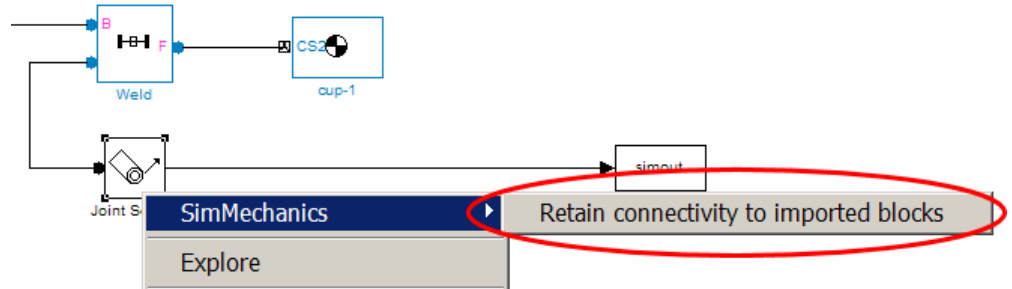 B
F
CS2
Weld
cup-1
simout
Joint S
SimMechanics
Retain connectivity to imported blocks
Explore